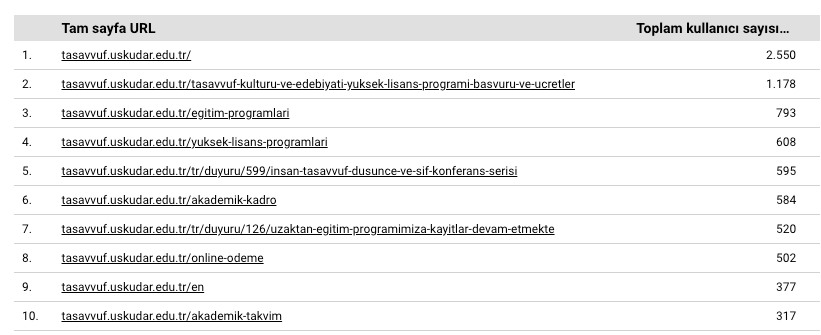 Tam sayfa URL Toplam kullanıcı sayısı...
1. tasavvuf.uskudar.edu.tr/ 2.550
2. tasavvuf.uskudar.edu.tr/tasavvuf-kulturu-ve-edebiyati-yuksek-lisans-programi-basvuru-ve-ucretler 1.178
3. tasavvuf.uskudar.edu.tr/egitim-programlari 793
4. tasavvuf.uskudar.edu.tr/yuksek-lisans-programlari 608
5. tasavvuf.uskudar.edu.tr/tr/duyuru/599/insan-tasavvuf-dusunce-ve-sif-konferans-serisi 595
6. tasavvuf.uskudar.edu.tr/akademik-kadro 584
7. tasavvuf.uskudar.edu.tr/tr/duyuru/126/uzaktan-egitim-programimiza-kayitlar-devam-etmekte 520
8. tasavvuf.uskudar.edu.tr/online-odeme 502
9. tasavvuf.uskudar.edu.tr/en 377
10. tasavvuf.uskudar.edu.tr/akademik-takvim 317